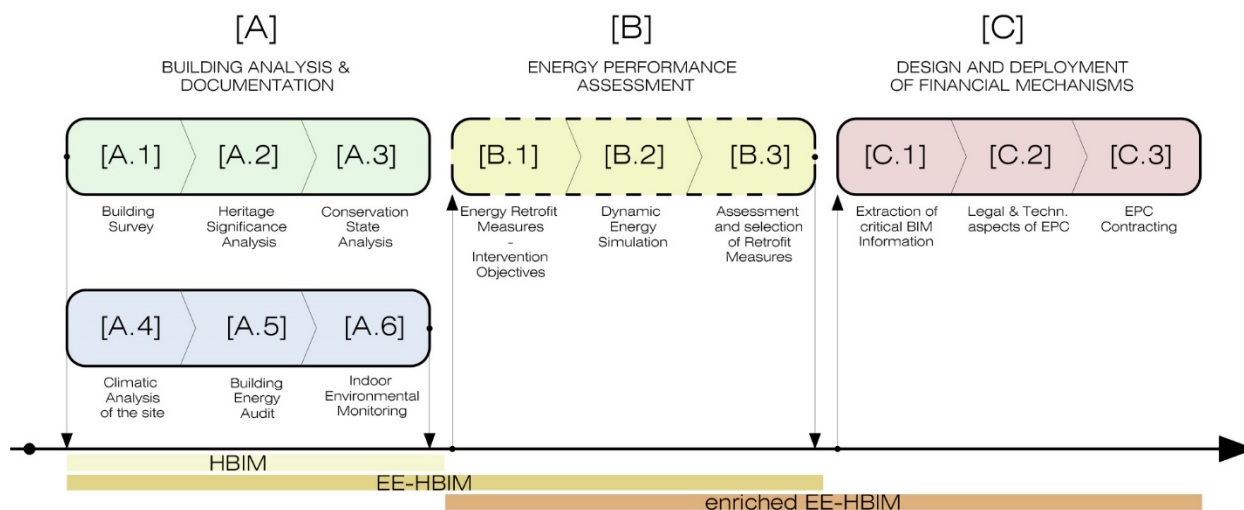 [A]
BUILDING ANALYSIS &
DOCUMENTATION
[B]
ENERGY PERFORMANCE
ASSESSMENT
[C]
DESIGN AND DEPLOYMENT
OF FINANCIAL MECHANISMS
[A.1]
[A.2]
[A.3]
Building
Survey
Heritage
Significance
Analysis
Conservation
State
Analysis
[B.1]
[B.2]
[B.3]
Energy Retrofit
Measures
-
Intervention
Objectives
Dynamic
Energy
Simulation
Assessment
and selection
of Retrofit
Measures
[C.1]
[C.2]
[C.3]
Extraction of
critical BIM
Information
Legal & Techn.
aspects of EPC
EPC
Contracting
[A.4]
[A.5]
[A.6]
Climatic
Analysis
of the site
Building
Energy
Audit
Indoor
Environmental
Monitoring
HBIM
EE-HBIM
enriched EE-HBIM